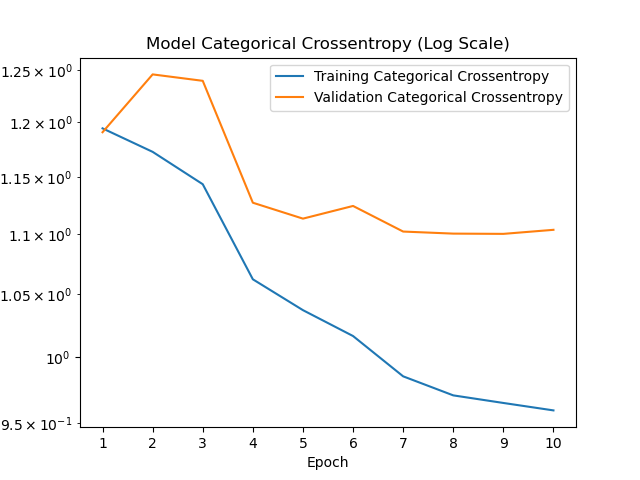 Model Categorical Crossentropy (Log Scale)
Training Categorical Crossentropy
Validation Categorical Crossentropy
1.25 × 10⁰
1.2 × 10⁰
1.15 × 10⁰
1.1 × 10⁰
1.05 × 10⁰
10⁰
9.5 × 10⁻¹
1 2 3 4 5 6 7 8 9 10
Epoch